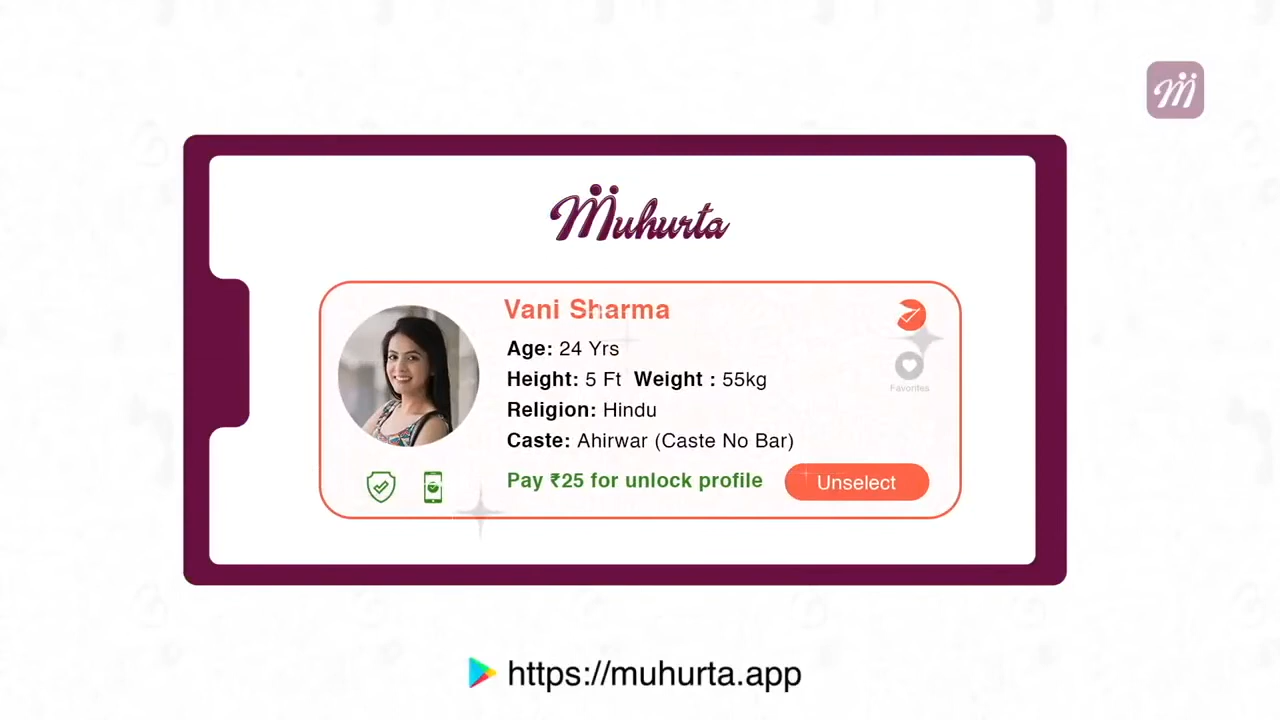 Muhurta
Vani Sharma
Age: 24 Yrs
Height: 5 Ft Weight : 55kg
Favorites
Religion: Hindu
Caste: Ahirwar (Caste No Bar)
Pay ₹25 for unlock profile
Unselect
https://muhurta.app